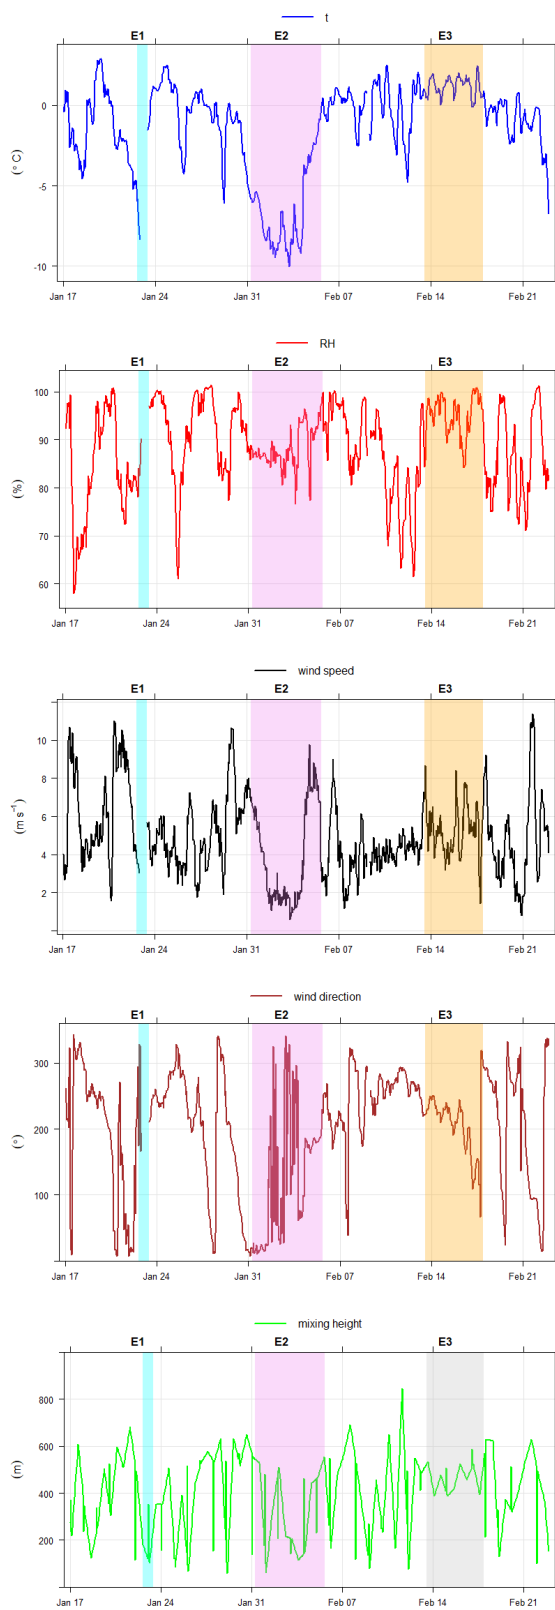 t
E1 E2 E3
0
-5
-10
(° C)
Jan 17 Jan 24 Jan 31 Feb 07 Feb 14 Feb 21
RH
E1 E2 E3
100
90
80
70
60
(%)
Jan 17 Jan 24 Jan 31 Feb 07 Feb 14 Feb 21
wind speed
E1 E2 E3
10
8
6
4
2
(m s⁻¹)
Jan 17 Jan 24 Jan 31 Feb 07 Feb 14 Feb 21
wind direction
E1 E2 E3
300
200
100
(°)
Jan 17 Jan 24 Jan 31 Feb 07 Feb 14 Feb 21
mixing height
E1 E2 E3
800
600
400
200
(m)
Jan 17 Jan 24 Jan 31 Feb 07 Feb 14 Feb 21